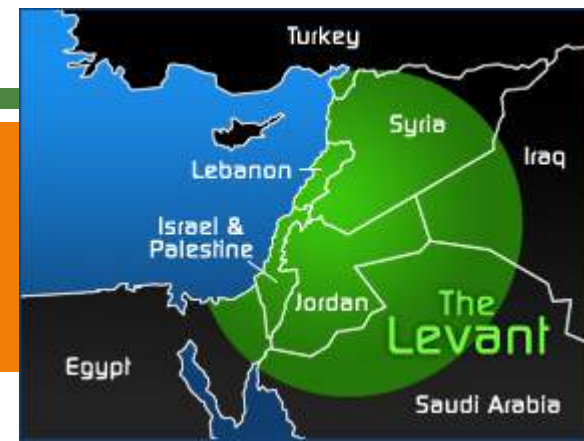 Turkey
Syria
Iraq
Lebanon
Israel &
Palestine
Jordan
The
Levant
Egypt
Saudi Arabia